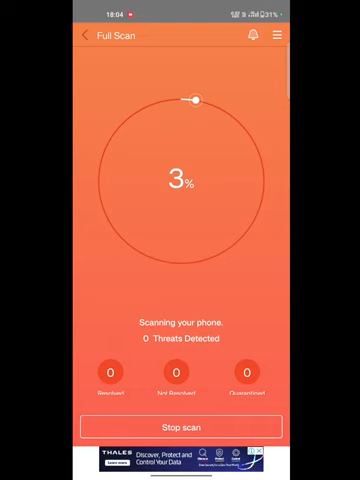 18:04
31%
Full Scan
3%
Scanning your phone.
0 Threats Detected
0 0 0
Resolved Not Resolved Quarantined
Stop scan
THALES
Learn more
Discover, Protect and
Control Your Data